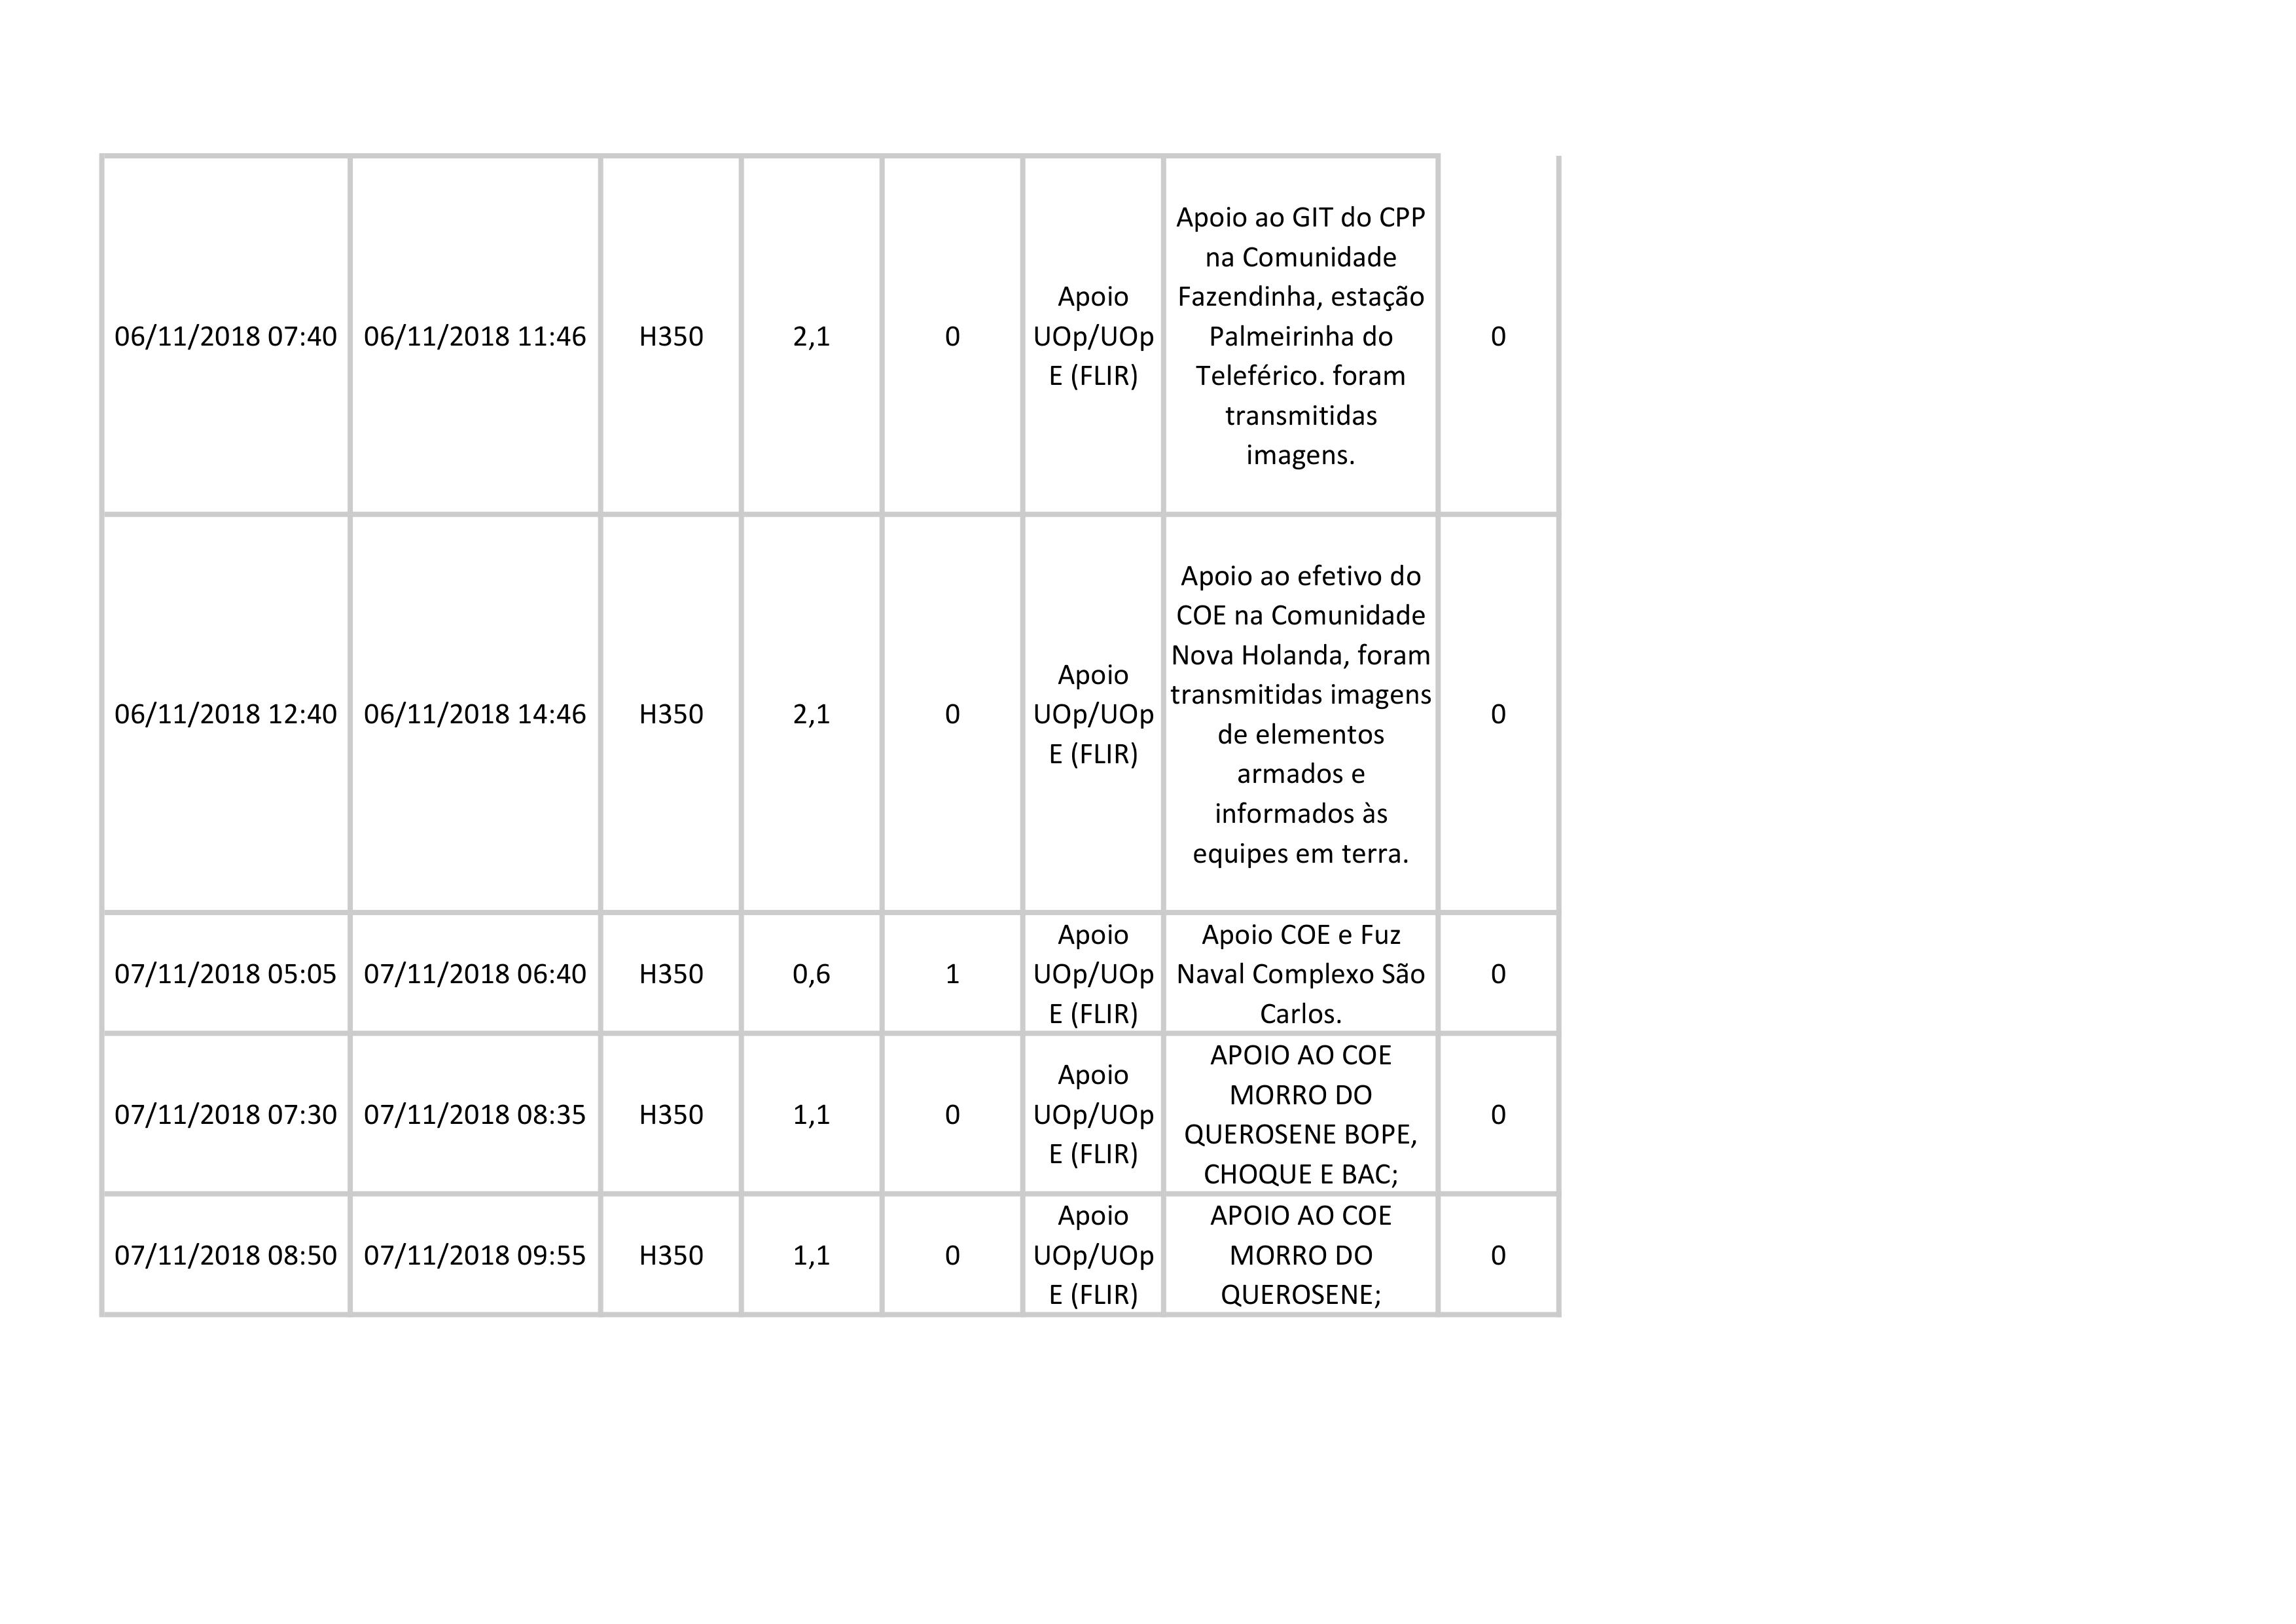 06/11/2018 07:40 06/11/2018 11:46 H350 2,1 0 Apoio UOp/UOp E (FLIR) Apoio ao GIT do CPP na Comunidade Fazendinha, estação Palmeirinha do Teleférico. foram transmitidas imagens. 0
06/11/2018 12:40 06/11/2018 14:46 H350 2,1 0 Apoio UOp/UOp E (FLIR) Apoio ao efetivo do COE na Comunidade Nova Holanda, foram transmitidas imagens de elementos armados e informados às equipes em terra. 0
07/11/2018 05:05 07/11/2018 06:40 H350 0,6 1 Apoio UOp/UOp E (FLIR) Apoio COE e Fuz Naval Complexo São Carlos. 0
07/11/2018 07:30 07/11/2018 08:35 H350 1,1 0 Apoio UOp/UOp E (FLIR) APOIO AO COE MORRO DO QUEROSENE BOPE, CHOQUE E BAC; 0
07/11/2018 08:50 07/11/2018 09:55 H350 1,1 0 Apoio UOp/UOp E (FLIR) APOIO AO COE MORRO DO QUEROSENE; 0